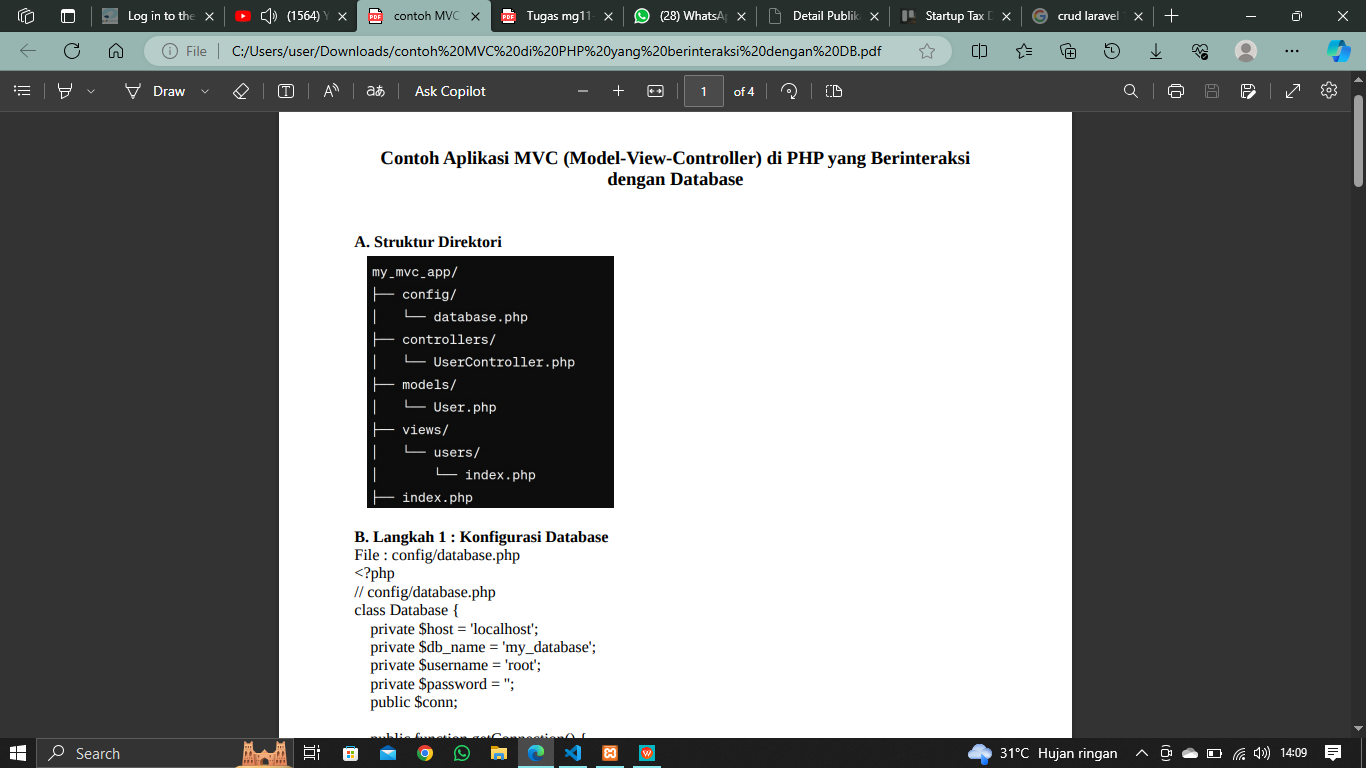 Log in to the
(1564) Y
contoh MVC
Tugas mg11-
(28) WhatsA
Detail Publik
Startup Tax D
crud laravel
File
C:/Users/user/Downloads/contoh%20MVC%20di%20PHP%20yang%20berinteraksi%20dengan%20DB.pdf
Draw
Ask Copilot
1
of 4
Contoh Aplikasi MVC (Model-View-Controller) di PHP yang Berinteraksi
dengan Database
A. Struktur Direktori
my_mvc_app/
├── config/
│   └── database.php
├── controllers/
│   └── UserController.php
├── models/
│   └── User.php
├── views/
│   └── users/
│       └── index.php
├── index.php
B. Langkah 1 : Konfigurasi Database
File : config/database.php
<?php
// config/database.php
class Database {
private $host = 'localhost';
private $db_name = 'my_database';
private $username = 'root';
private $password = '';
public $conn;
public function getConnection() {
Search
31°C Hujan ringan
14:09